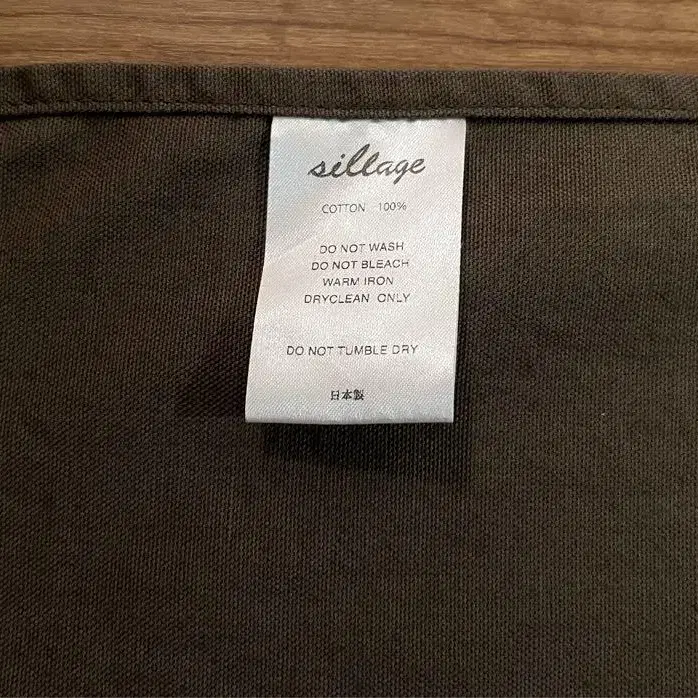 sillage
COTTON 100%
DO NOT WASH
DO NOT BLEACH
WARM IRON
DRYCLEAN ONLY
DO NOT TUMBLE DRY
日本製